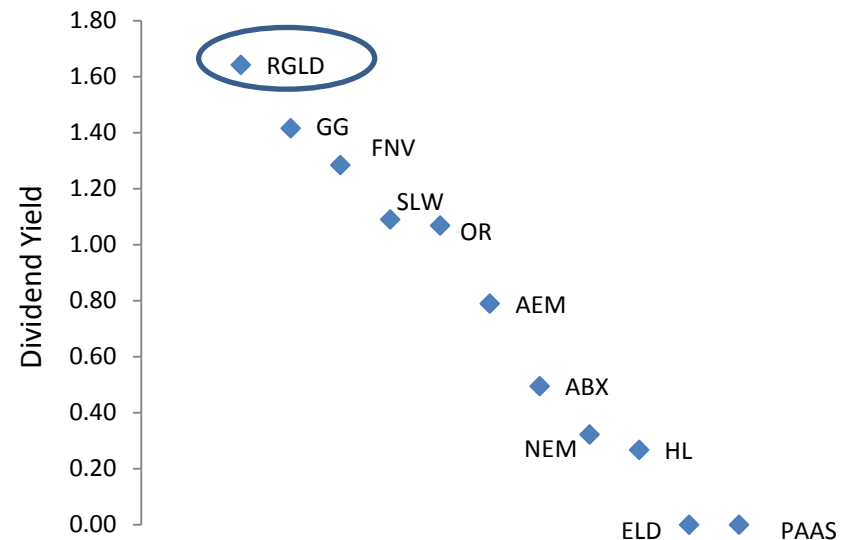 1.80
1.60
1.40
1.20
1.00
0.80
0.60
0.40
0.20
0.00
Dividend Yield
RGLD
GG
FNV
SLW
OR
AEM
ABX
NEM
HL
ELD
PAAS